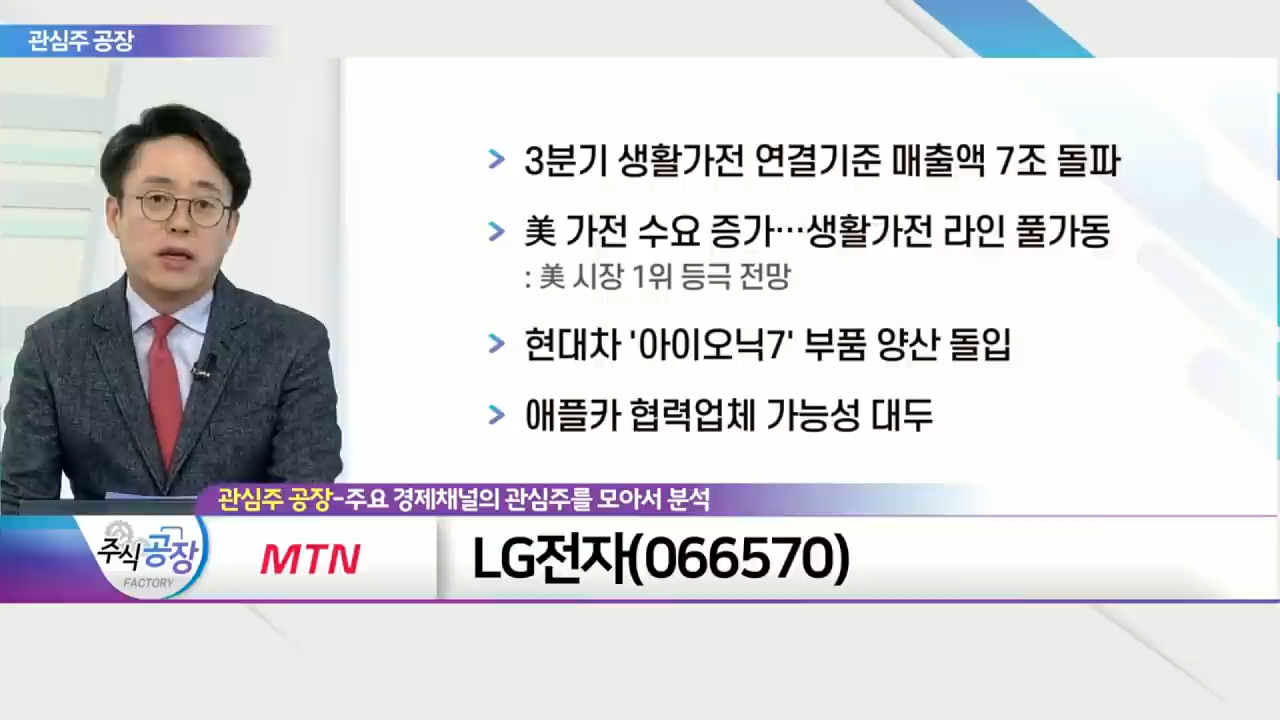 관심주 공장
> 3분기 생활가전 연결기준 매출액 7조 돌파
> 美 가전 수요 증가…생활가전 라인 풀가동
: 美 시장 1위 등극 전망
> 현대차 '아이오닉7' 부품 양산 돌입
> 애플카 협력업체 가능성 대두
관심주 공장-주요 경제채널의 관심주를 모아서 분석
주식공장
FACTORY
MTN
LG전자(066570)